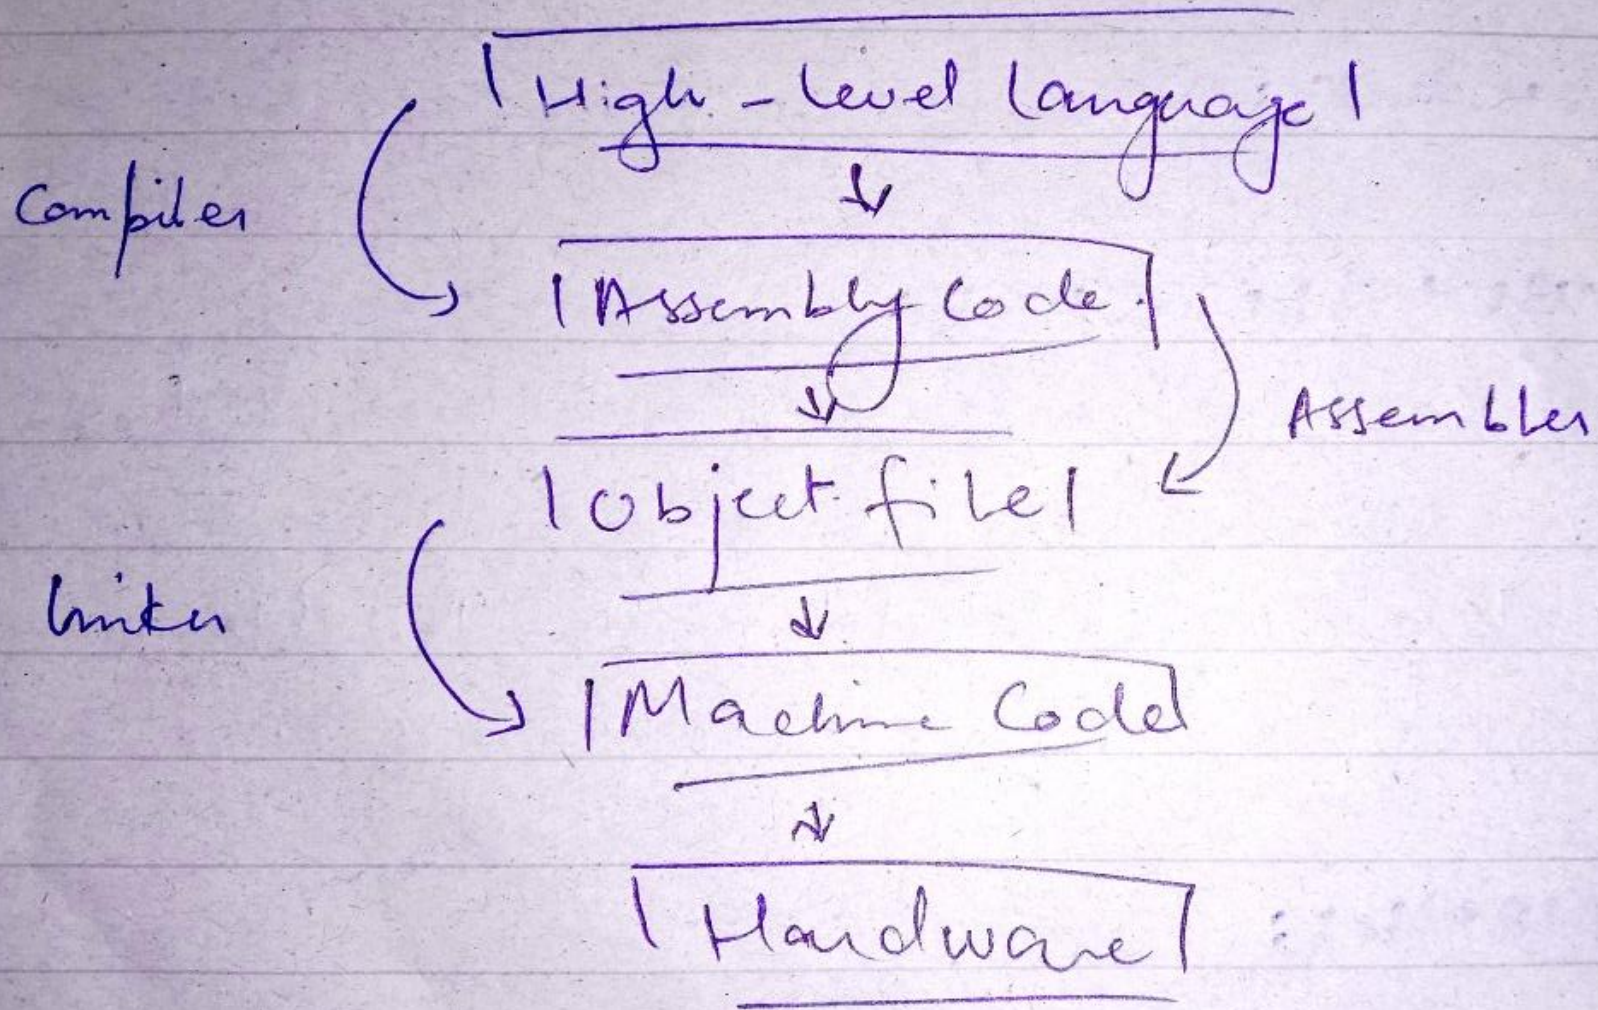 High-level language
Compiler
Assembly Code
Assembler
Object file
Linker
Machine Code
Hardware